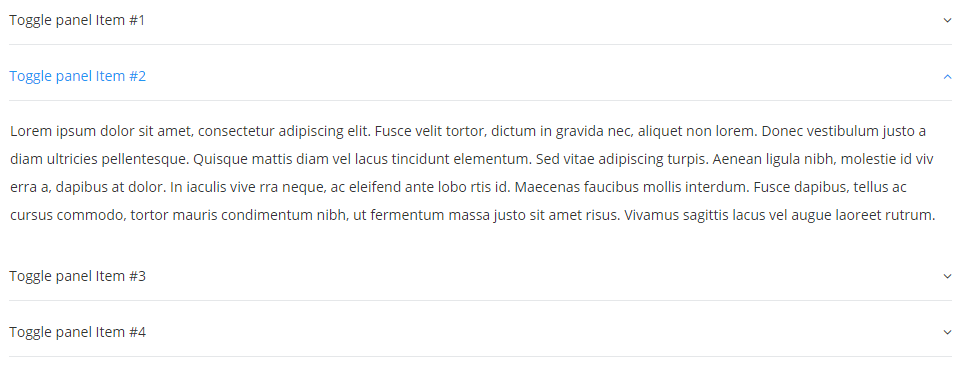 Toggle panel Item #1
Toggle panel Item #2
Lorem ipsum dolor sit amet, consectetur adipiscing elit. Fusce velit tortor, dictum in gravida nec, aliquet non lorem. Donec vestibulum justo a
diam ultricies pellentesque. Quisque mattis diam vel lacus tincidunt elementum. Sed vitae adipiscing turpis. Aenean ligula nibh, molestie id viv
erra a, dapibus at dolor. In iaculis vive rra neque, ac eleifend ante lobo rtis id. Maecenas faucibus mollis interdum. Fusce dapibus, tellus ac
cursus commodo, tortor mauris condimentum nibh, ut fermentum massa justo sit amet risus. Vivamus sagittis lacus vel augue laoreet rutrum.
Toggle panel Item #3
Toggle panel Item #4